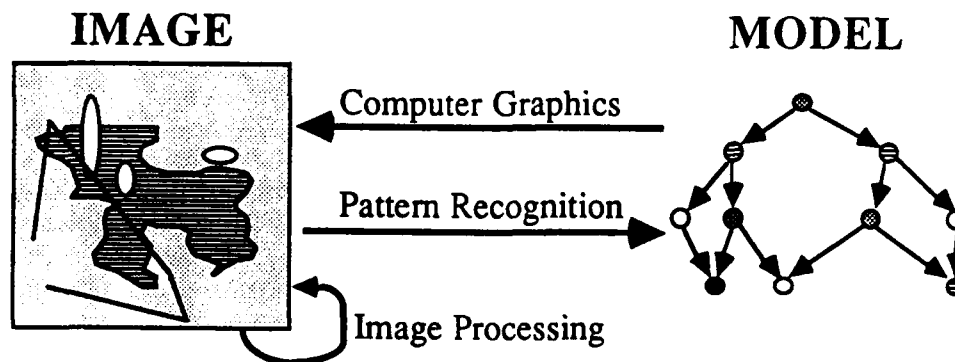 IMAGE
MODEL
Computer Graphics
Pattern Recognition
Image Processing